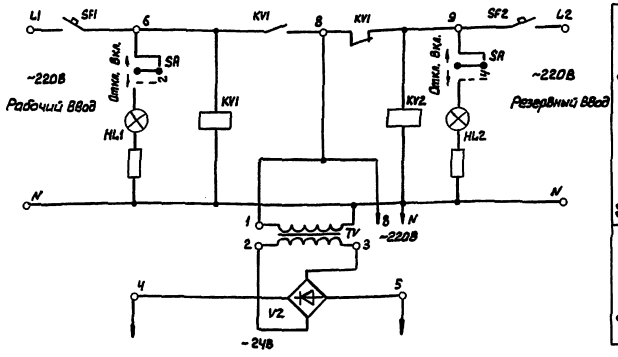 L1 SF1 6 KV1 8 KV1 9 SF2 L2
Откл. Вкл. 2 SA
Откл. Вкл. 4 SA
~220В
Рабочий Ввод
~220В
Резервный Ввод
KV1
KV2
HL1
HL2
N
N
1 TV 8 N
~220В
2 3
4 V2 5
~24В